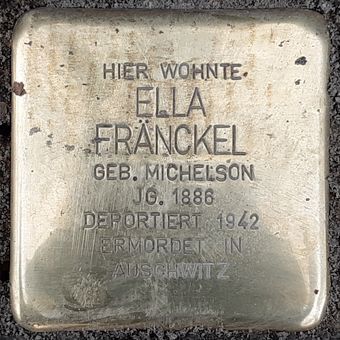 HIER WOHNTE
ELLA
FRÄNCKEL
GEB. MICHELSON
JG. 1886
DEPORTIERT 1942
ERMORDET IN
AUSCHWITZ